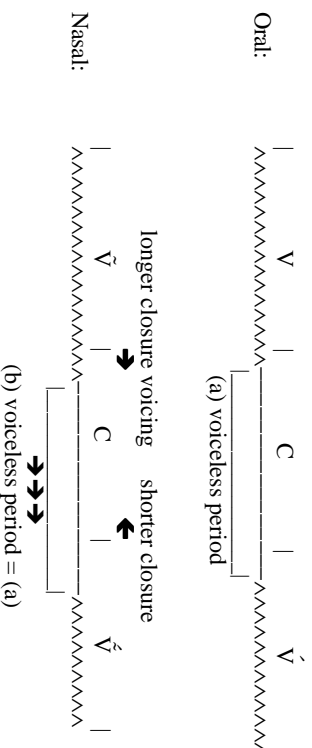 Oral:
| V | C | V́
^^^^^^^^^^^^^^^^^^^^——————————^^^^^^^^^^^^^^
(a) voiceless period
longer closure voicing shorter closure
➔ ➔
Nasal:
| Ṽ | C | Ṽ́ |
^^^^^^^^^^^^^^^^^^^^^——————————^^^^^^^^^^^^
➔➔➔
(b) voiceless period = (a)